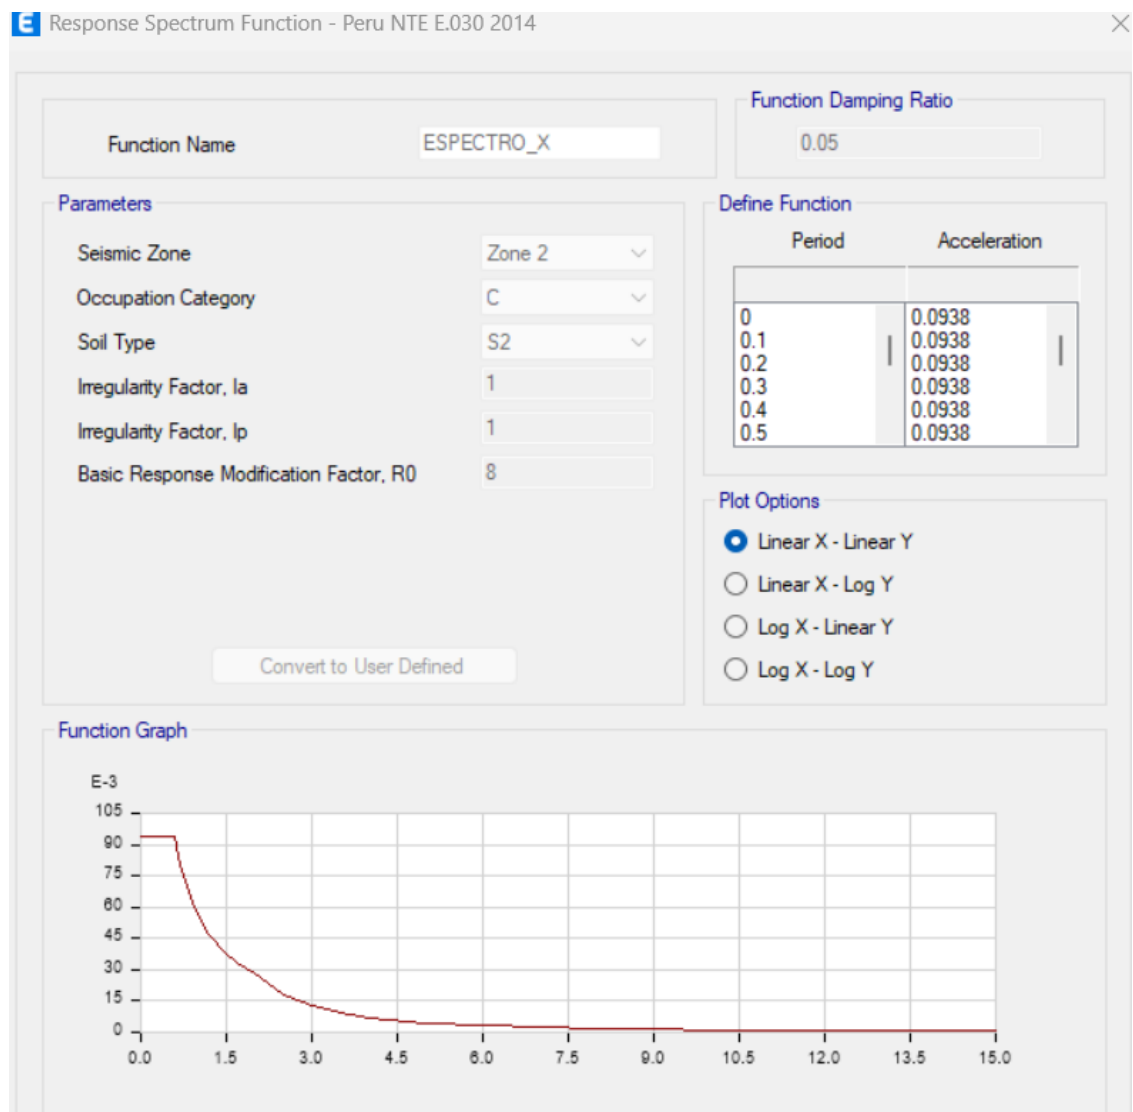 E Response Spectrum Function - Peru NTE E.030 2014
Function Name
ESPECTRO_X
Function Damping Ratio
0.05
Parameters
Seismic Zone
Zone 2
Occupation Category
C
Soil Type
S2
Irregularity Factor, Ia
1
Irregularity Factor, Ip
1
Basic Response Modification Factor, R0
8
Convert to User Defined
Define Function
Period Acceleration
0 0.0938
0.1 0.0938
0.2 0.0938
0.3 0.0938
0.4 0.0938
0.5 0.0938
Plot Options
Linear X - Linear Y
Linear X - Log Y
Log X - Linear Y
Log X - Log Y
Function Graph
E-3
105
90
75
60
45
30
15
0
0.0 1.5 3.0 4.5 6.0 7.5 9.0 10.5 12.0 13.5 15.0